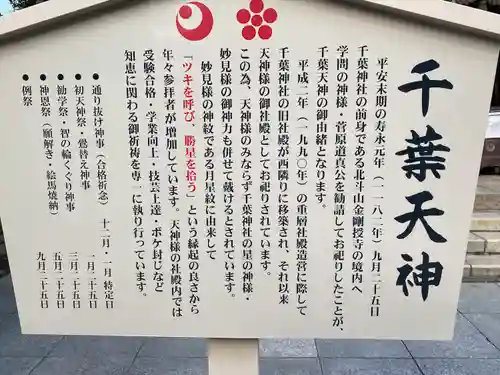 千葉天神
平安末期の寿永元年（一一八二年）九月二十五日
千葉神社の前身である北斗山金剛授寺の境内へ
学問の神様・菅原道真公を勧請してお祀りしたことが、
千葉天神の御由緒となります。
平成二年（一九九〇年）の重層社殿造営に際して
千葉神社の旧社殿が西隣りに移築され、それ以来
天神様の御社殿としてお祀りされています。
この為、天神様のみならず千葉神社の星の神様・
妙見様の御神力も併せて戴けるとされています。
妙見様の神紋である月星紋に由来して
「ツキを呼び、勝星を拾う」という縁起の良さから
年々参拝者が増加しています。天神様の社殿内では
受験合格・学業向上・技芸上達・ボケ封じなど
知恵に関わる御祈祷を専一に執り行っています。
●通り抜け神事（合格祈念）　十二月・一月 特定日
●初天神祭・鷽替え神事　一月二十五日
●勧学祭・智の輪くぐり神事　三月二十五日
●神恩祭（願解き・絵馬焼納）　五月二十五日
●例祭　九月二十五日